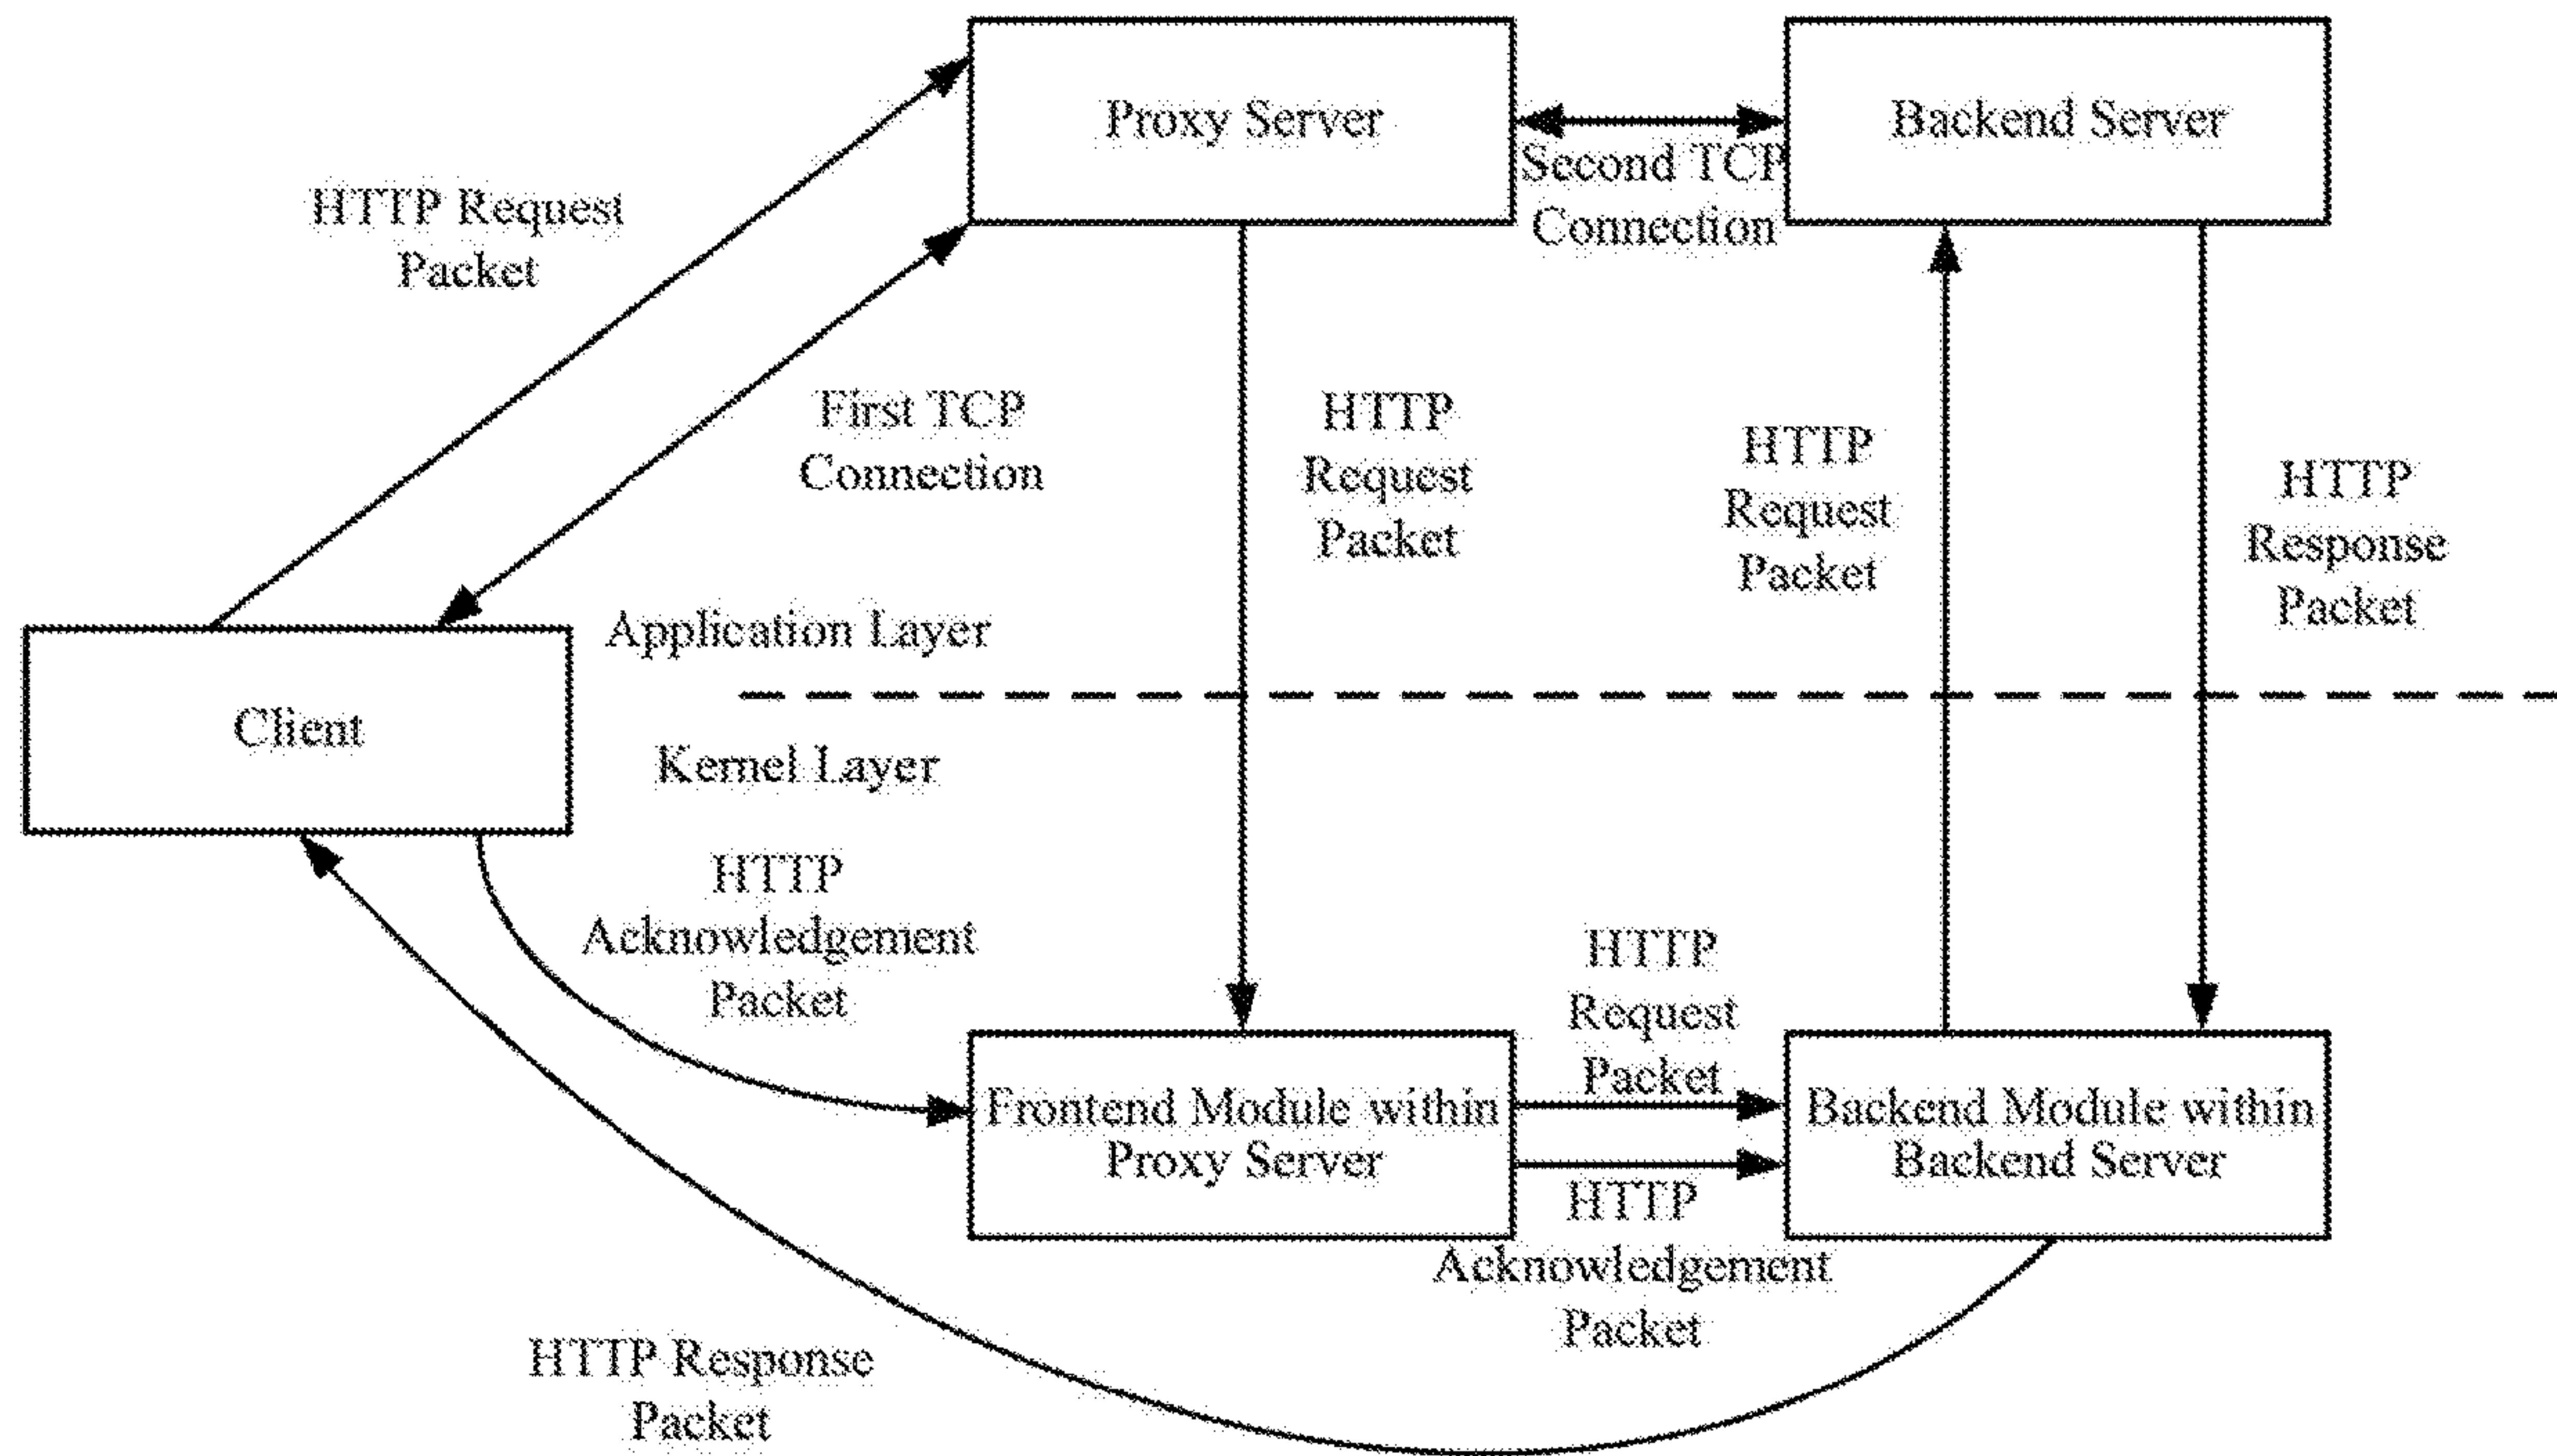 Proxy Server
Backend Server
Second TCP
Connection
HTTP Request
Packet
First TCP
Connection
HTTP
Request
Packet
HTTP
Request
Packet
HTTP
Response
Packet
Application Layer
Client
Kernel Layer
HTTP
Acknowledgement
Packet
HTTP
Request
Packet
Frontend Module within
Proxy Server
Backend Module within
Backend Server
HTTP
Acknowledgement
Packet
HTTP Response
Packet